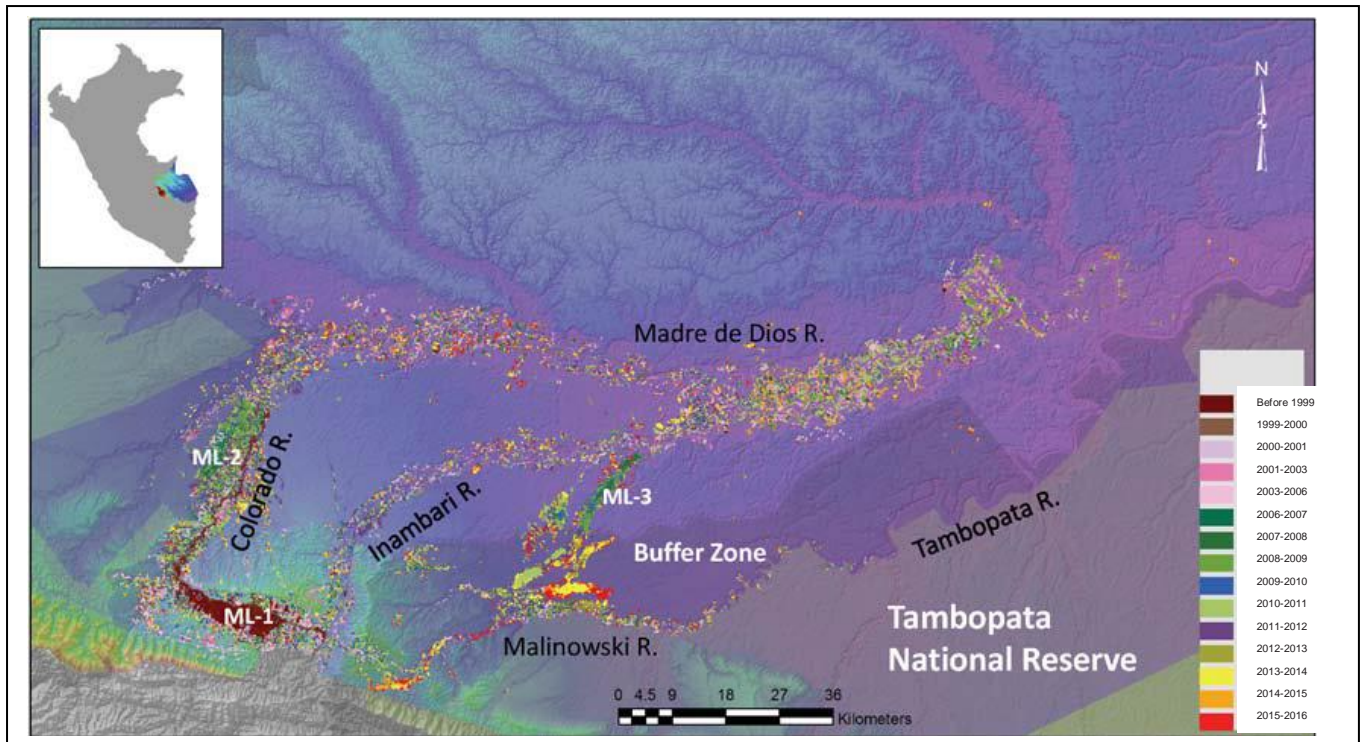 N
Madre de Dios R.
ML-2
Colorado R.
Inambari R.
ML-3
Buffer Zone
Tambopata R.
ML-1
Malinowski R.
Tambopata
National Reserve
0 4.5 9 18 27 36
Kilometers
Before 1999
1999-2000
2000-2001
2001-2003
2003-2006
2006-2007
2007-2008
2008-2009
2009-2010
2010-2011
2011-2012
2012-2013
2013-2014
2014-2015
2015-2016